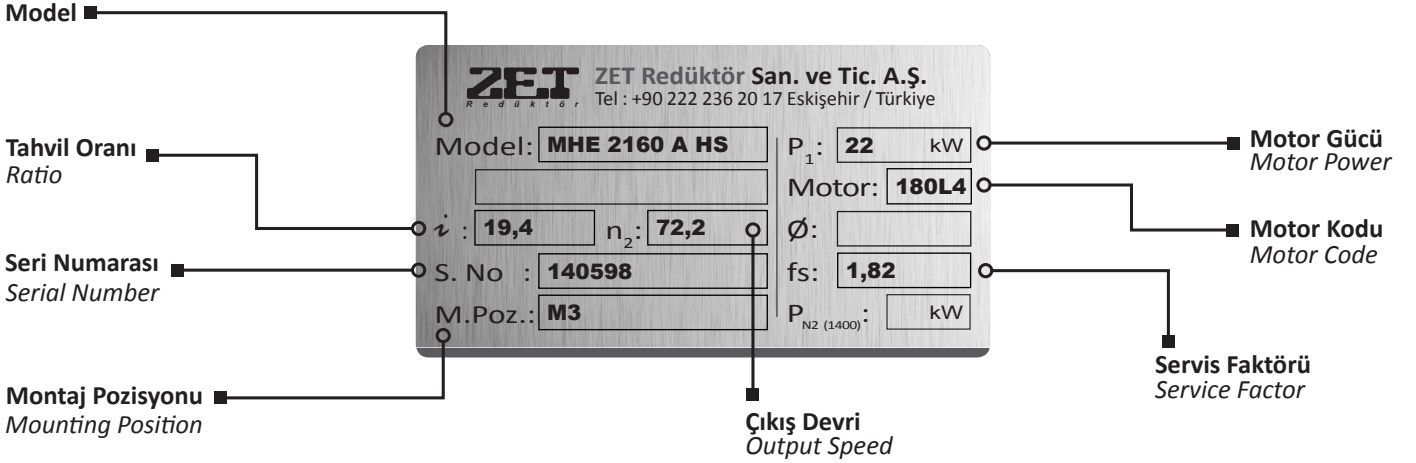 Model
ZET
Redüktör
ZET Redüktör San. ve Tic. A.Ş.
Tel : +90 222 236 20 17 Eskişehir / Türkiye
Model: MHE 2160 A HS
P1: 22 kW
Motor: 180L4
i : 19,4
n2: 72,2
Ø:
S. No : 140598
fs: 1,82
M.Poz.: M3
PN2 (1400): kW
Tahvil Oranı
Ratio
Seri Numarası
Serial Number
Montaj Pozisyonu
Mounting Position
Motor Gücü
Motor Power
Motor Kodu
Motor Code
Servis Faktörü
Service Factor
Çıkış Devri
Output Speed